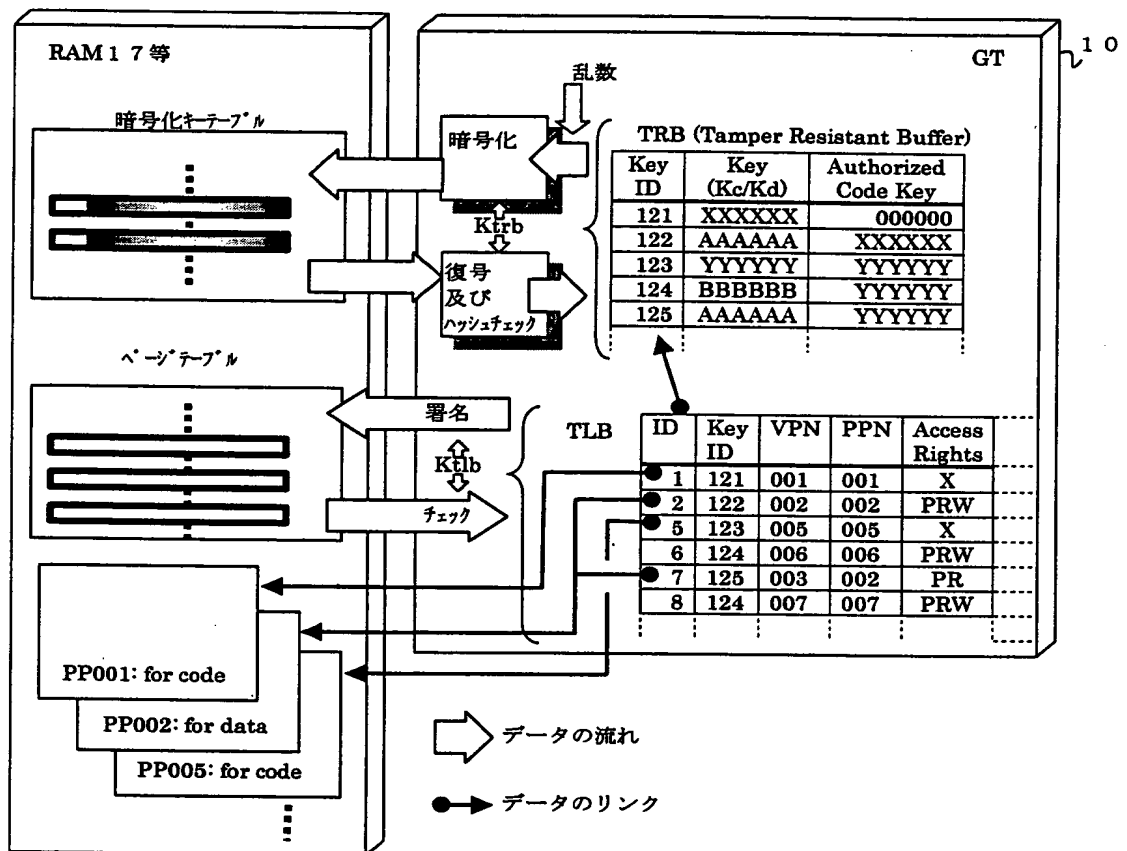 RAM１７等
暗号化キーテーブル
ページテーブル
PP001: for code
PP002: for data
PP005: for code
GT
１０
乱数
暗号化
Ktrb
復号
及び
ハッシュチェック
TRB (Tamper Resistant Buffer)
Key ID Key (Kc/Kd) Authorized Code Key
121 XXXXXX 000000
122 AAAAAA XXXXXX
123 YYYYYY YYYYYY
124 BBBBBB YYYYYY
125 AAAAAA YYYYYY
署名
Ktlb
チェック
TLB
ID Key ID VPN PPN Access Rights
1 121 001 001 X
2 122 002 002 PRW
5 123 005 005 X
6 124 006 006 PRW
7 125 003 002 PR
8 124 007 007 PRW
データの流れ
データのリンク